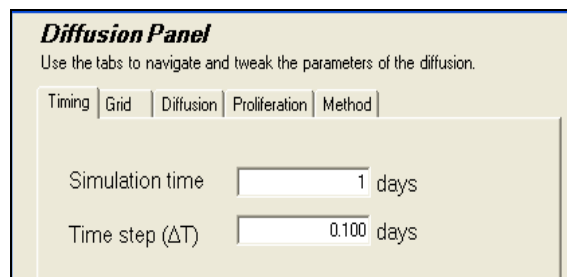 Diffusion Panel
Use the tabs to navigate and tweak the parameters of the diffusion.
Timing Grid Diffusion Proliferation Method
Simulation time 1 days
Time step (ΔT) 0.100 days